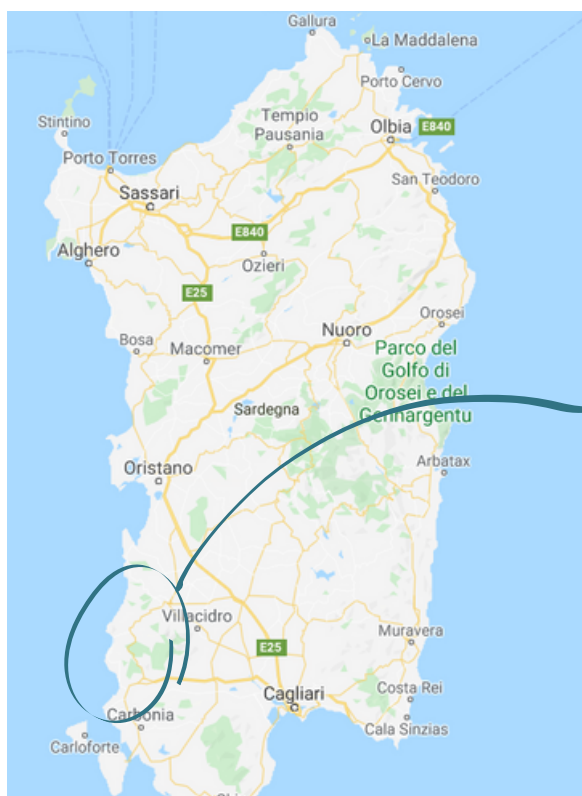 Gallura
La Maddalena
Porto Cervo
Stintino
Tempio
Pausania
Olbia
E840
Porto Torres
San Teodoro
Sassari
E840
Alghero
Ozieri
E25
Orosei
Bosa
Nuoro
Macomer
Parco del
Golfo di
Orosei e del
Gennargentu
Sardegna
Arbatax
Oristano
Villacidro
Muravera
E25
Cagliari
Costa Rei
Carbonia
Cala Sinzias
Carloforte